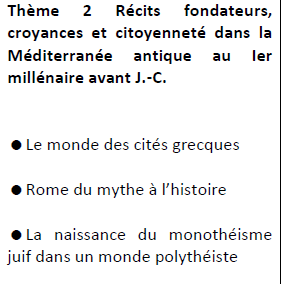 Thème 2 Récits fondateurs,
croyances et citoyenneté dans la
Méditerranée antique au Ier
millénaire avant J.-C.
● Le monde des cités grecques
● Rome du mythe à l’histoire
● La naissance du monothéisme
juif dans un monde polythéiste